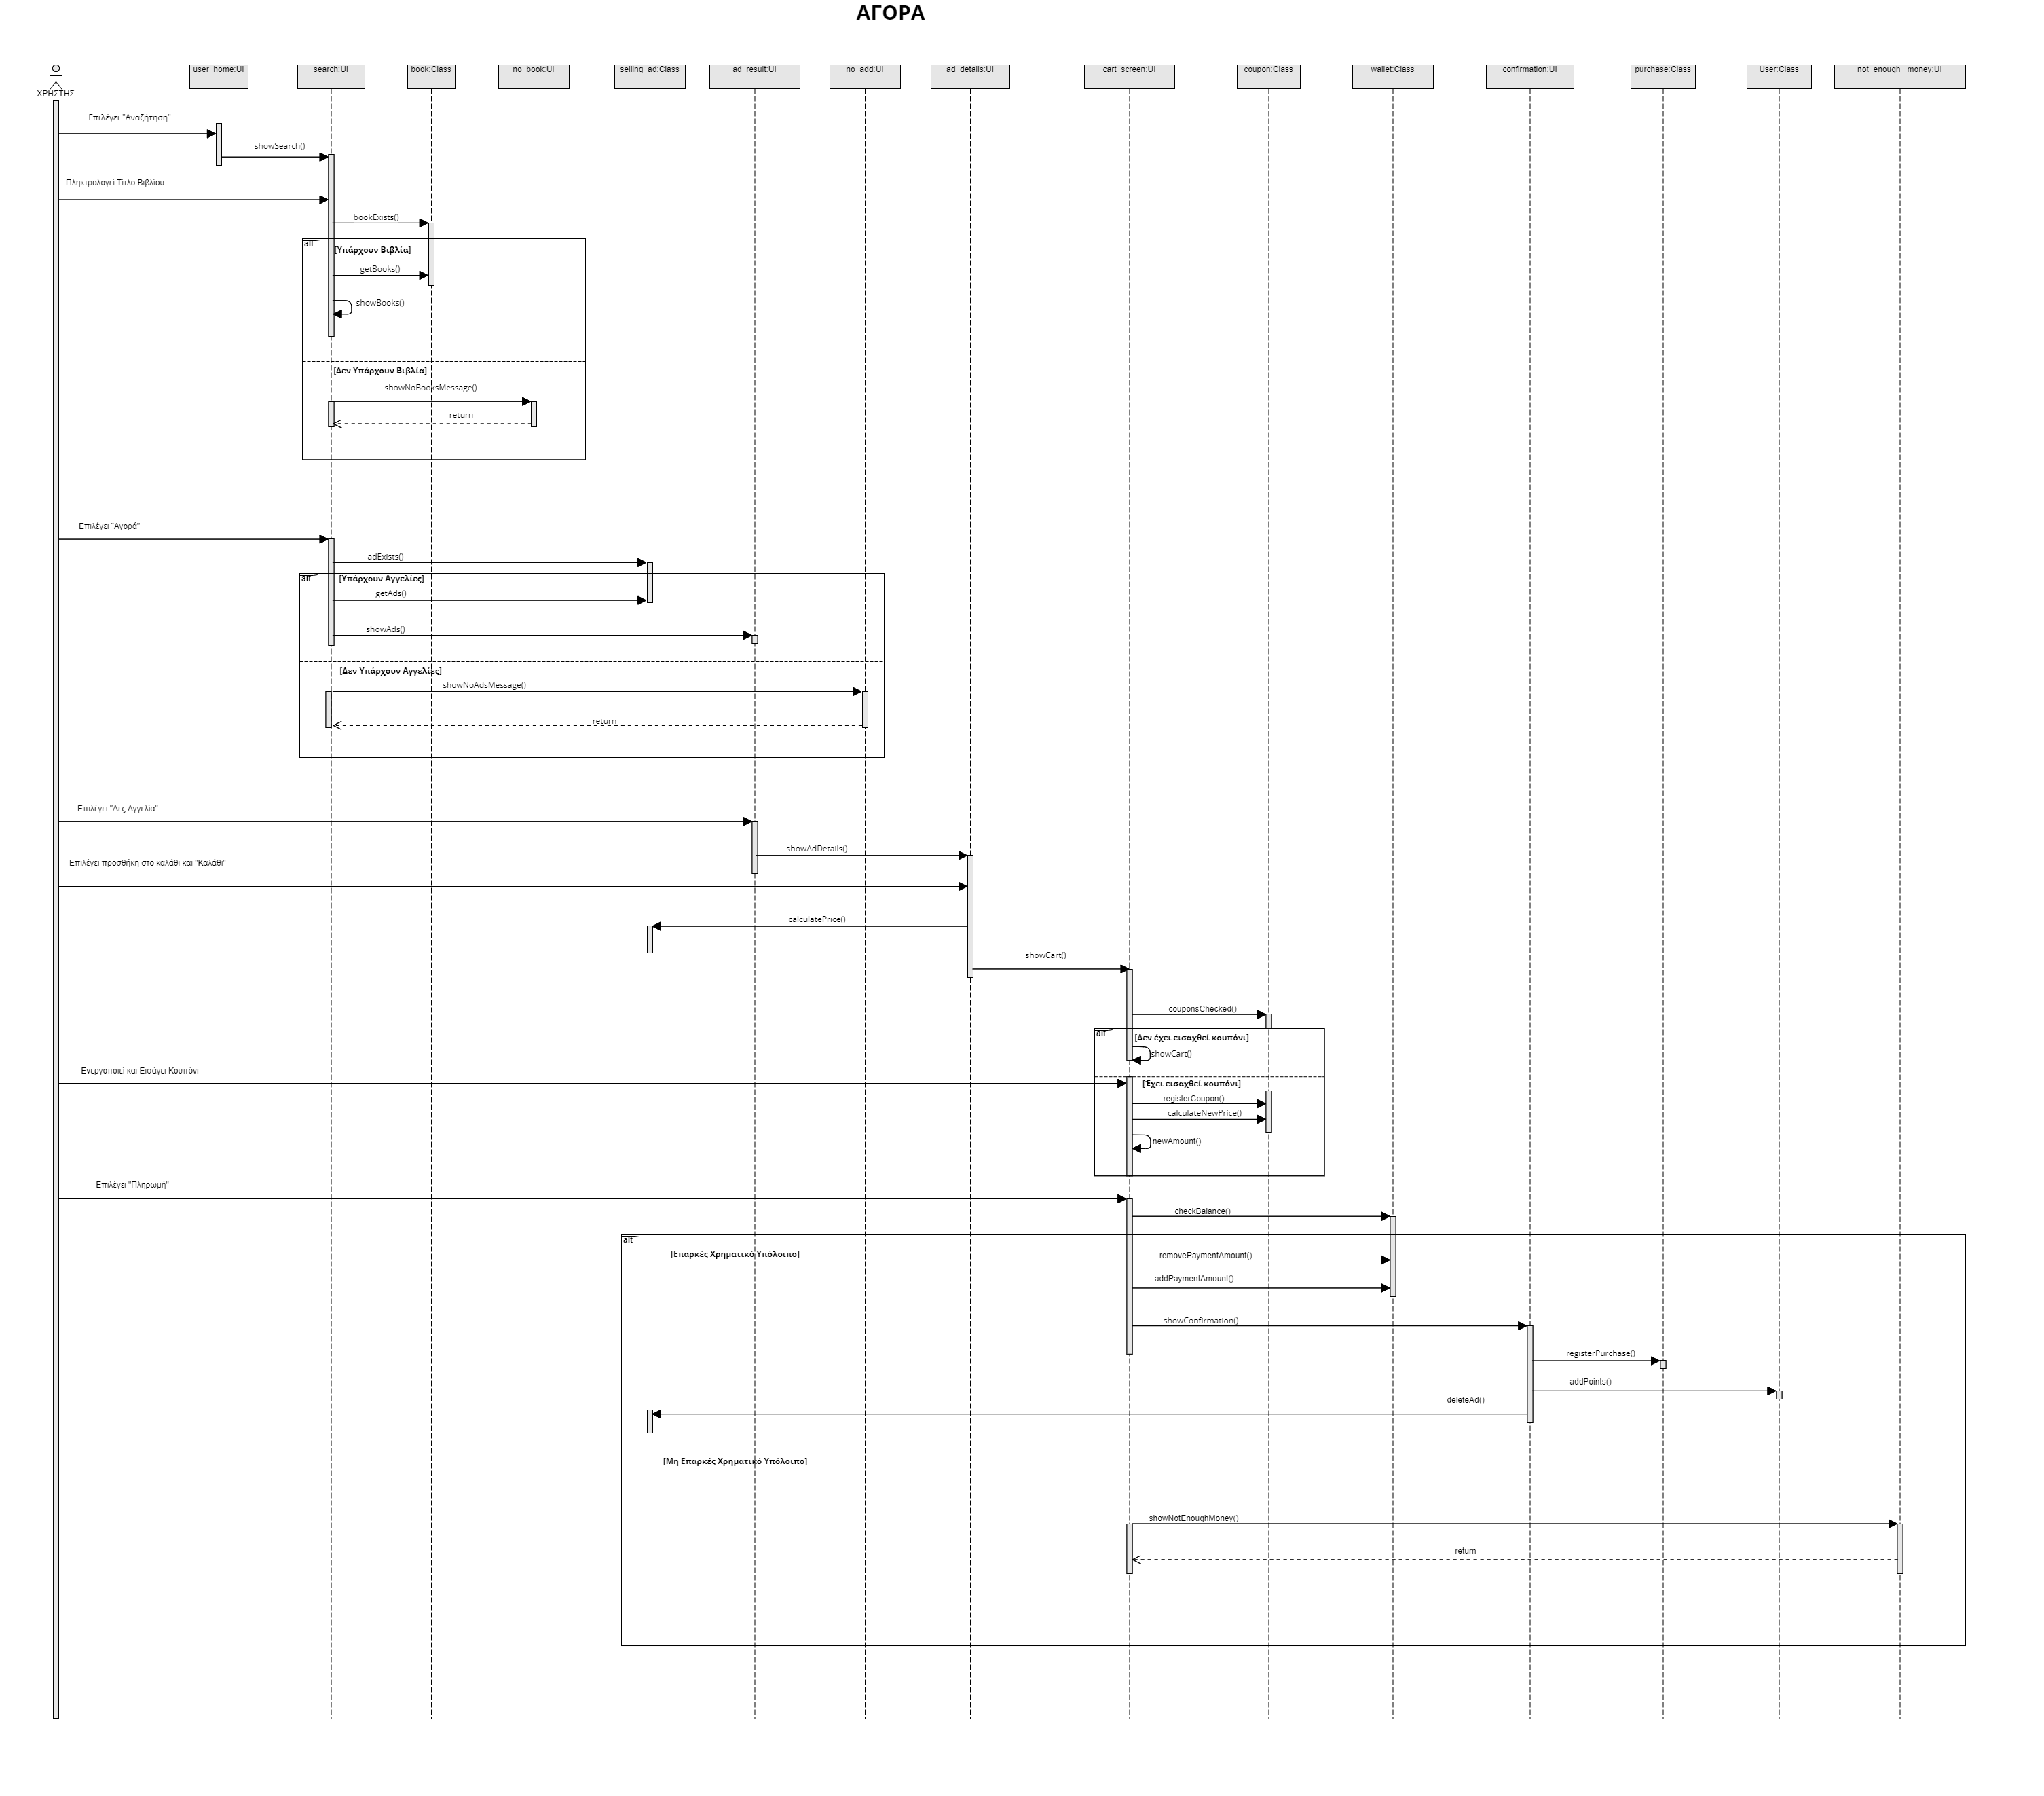 ΑΓΟΡΑ
user_home:UI
search:UI
book:Class
no_book:UI
selling_ad:Class
ad_result:UI
no_add:UI
ad_details:UI
cart_screen:UI
coupon:Class
wallet:Class
confirmation:UI
purchase:Class
User:Class
not_enough_ money:UI
ΧΡΗΣΤΗΣ
Επιλέγει "Αναζήτηση"
showSearch()
Πληκτρολογεί Τίτλο Βιβλίου
bookExists()
alt
[Υπάρχουν Βιβλία]
getBooks()
showBooks()
[Δεν Υπάρχουν Βιβλία]
showNoBooksMessage()
return
Επιλέγει ¨Αγορά"
adExists()
alt
[Υπάρχουν Αγγελίες]
getAds()
showAds()
[Δεν Υπάρχουν Αγγελίες]
showNoAdsMessage()
return
Επιλέγει "Δες Αγγελία"
showAdDetails()
Επιλέγει προσθήκη στο καλάθι και "Καλάθι"
calculatePrice()
showCart()
couponsChecked()
alt
[Δεν έχει εισαχθεί κουπόνι]
showCart()
Ενεργοποιεί και Εισάγει Κουπόνι
[Έχει εισαχθεί κουπόνι]
registerCoupon()
calculateNewPrice()
newAmount()
Επιλέγει "Πληρωμή"
checkBalance()
alt
[Επαρκές Χρηματικό Υπόλοιπο]
removePaymentAmount()
addPaymentAmount()
showConfirmation()
registerPurchase()
addPoints()
deleteAd()
[Μη Επαρκές Χρηματικό Υπόλοιπο]
showNotEnoughMoney()
return